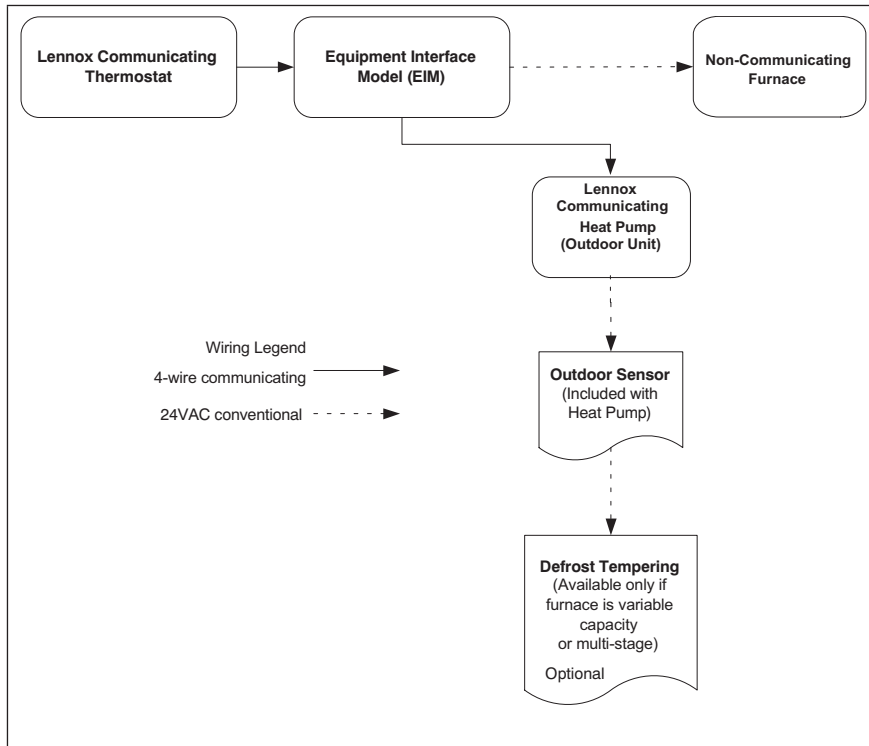 Lennox Communicating
Thermostat
Equipment Interface
Model (EIM)
Non-Communicating
Furnace
Lennox
Communicating
Heat Pump
(Outdoor Unit)
Wiring Legend
4-wire communicating
24VAC conventional
Outdoor Sensor
(Included with
Heat Pump)
Defrost Tempering
(Available only if
furnace is variable
capacity
or multi-stage)
Optional